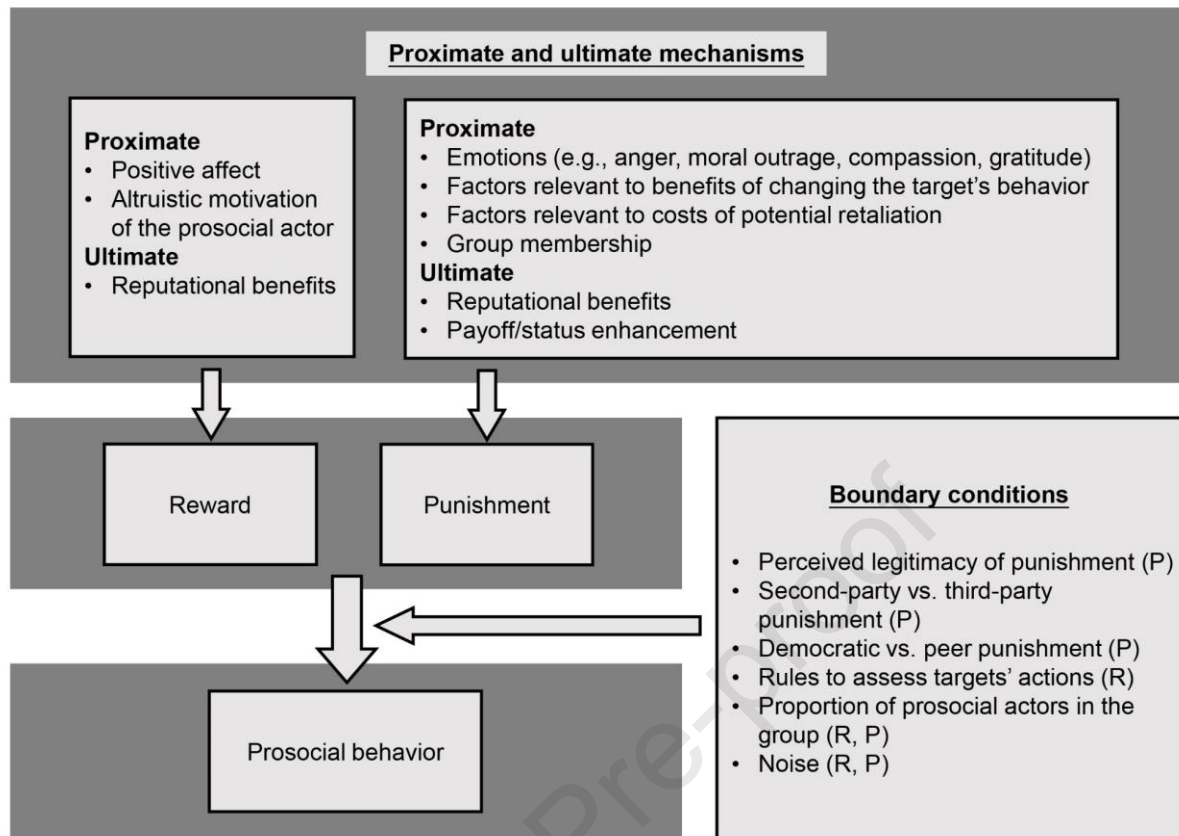 Proximate and ultimate mechanisms
Proximate
• Positive affect
• Altruistic motivation
of the prosocial actor
Ultimate
• Reputational benefits
Proximate
• Emotions (e.g., anger, moral outrage, compassion, gratitude)
• Factors relevant to benefits of changing the target’s behavior
• Factors relevant to costs of potential retaliation
• Group membership
Ultimate
• Reputational benefits
• Payoff/status enhancement
Reward
Punishment
Boundary conditions
• Perceived legitimacy of punishment (P)
• Second-party vs. third-party
punishment (P)
• Democratic vs. peer punishment (P)
• Rules to assess targets’ actions (R)
• Proportion of prosocial actors in the
group (R, P)
• Noise (R, P)
Prosocial behavior
Pre-proof